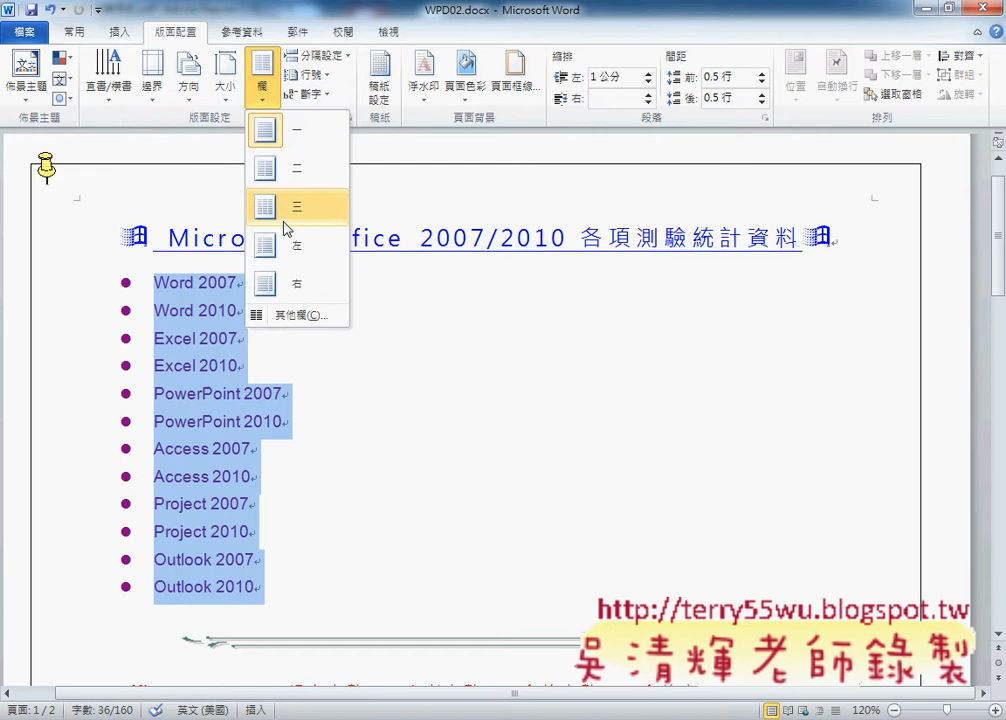 WPD02.docx - Microsoft Word
檔案 常用 插入 版面配置 參考資料 郵件 校閱 檢視
佈景主題 直書/橫書 邊界 方向 大小 欄 分隔設定 行號 斷字 稿紙設定 浮水印 頁面色彩 頁面框線... 縮排 左: 1 公分 右: 間距 前: 0.5 行 後: 0.5 行 位置 自動換行 上移一層 下移一層 選取窗格 對齊 群組 旋轉
佈景主題 版面設定 稿紙 頁面背景 段落 排列
一
二
三
左
右
其他欄(C)...
Micro ffice 2007/2010 各項測驗統計資料
Word 2007
Word 2010
Excel 2007
Excel 2010
PowerPoint 2007
PowerPoint 2010
Access 2007
Access 2010
Project 2007
Project 2010
Outlook 2007
Outlook 2010
http://terry55wu.blogspot.tw
吳清輝老師錄製
頁面: 1 / 2 字數: 36/160 英文 (美國) 插入 120%